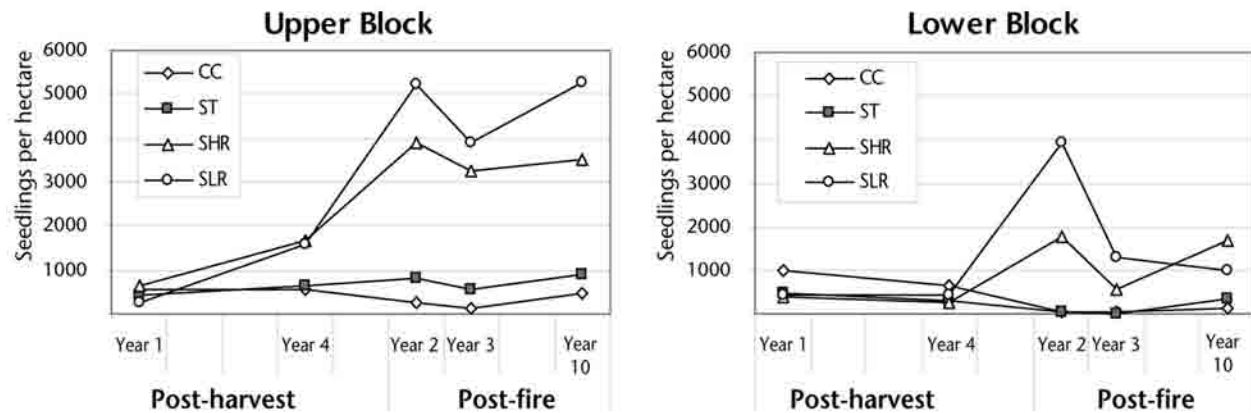 Upper Block
Seedlings per hectare
6000
5000
4000
3000
2000
1000
CC
ST
SHR
SLR
Year 1
Year 4
Year 2
Year 3
Year
10
Post-harvest
Post-fire
Lower Block
Seedlings per hectare
6000
5000
4000
3000
2000
1000
CC
ST
SHR
SLR
Year 1
Year 4
Year 2
Year 3
Year
10
Post-harvest
Post-fire